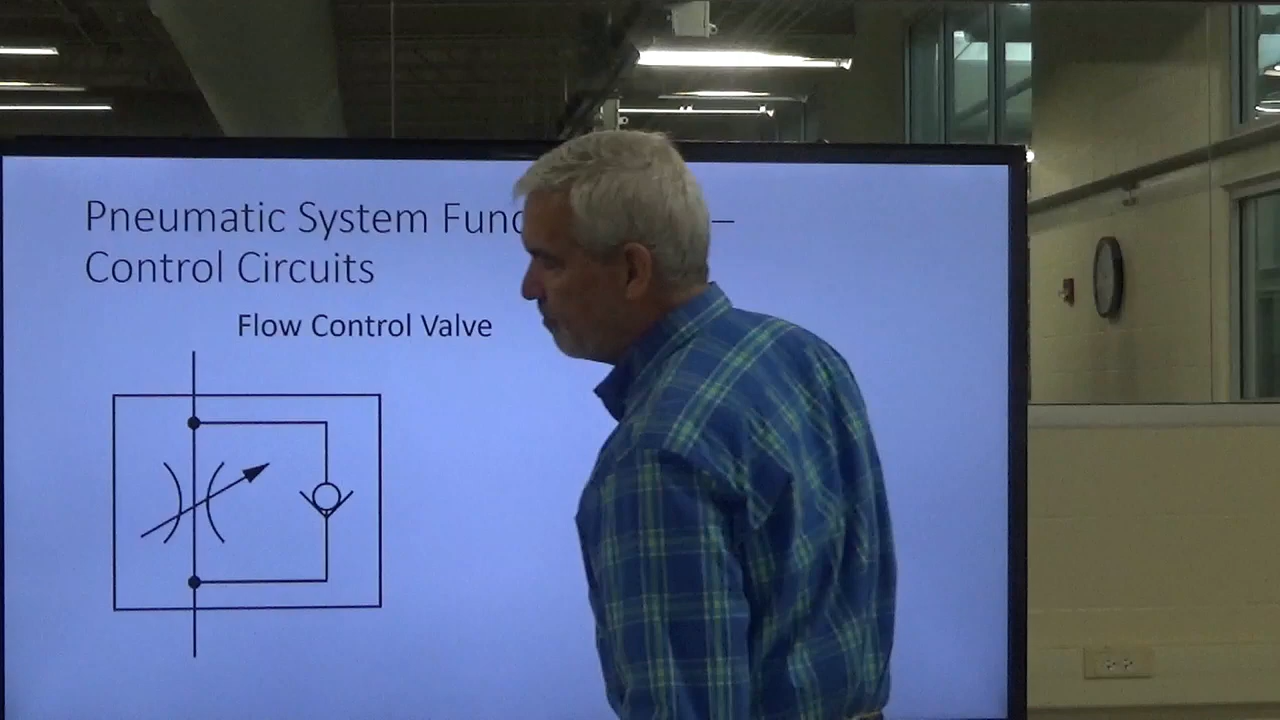 Pneumatic System Func –
Control Circuits
Flow Control Valve